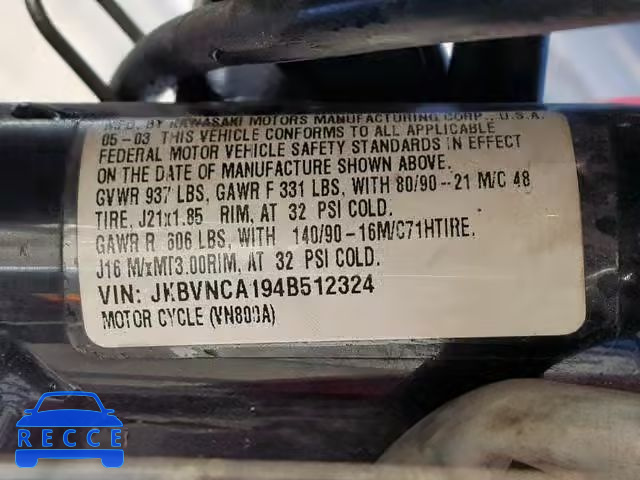 MFD. BY KAWASAKI MOTORS MANUFACTURING CORP., U.S.A.
05-03 THIS VEHICLE CONFORMS TO ALL APPLICABLE
FEDERAL MOTOR VEHICLE SAFETY STANDARDS IN EFFECT
ON THE DATE OF MANUFACTURE SHOWN ABOVE.
GVWR 937 LBS, GAWR F 331 LBS, WITH 80/90-21 M/C 48
TIRE, J21x1.85 RIM, AT 32 PSI COLD.
GAWR R 606 LBS, WITH 140/90-16M/C71HTIRE.
J16 M/xMT3.00RIM, AT 32 PSI COLD.
VIN: JKBVNCA194B512324
MOTOR CYCLE (VN800A)
RECCE